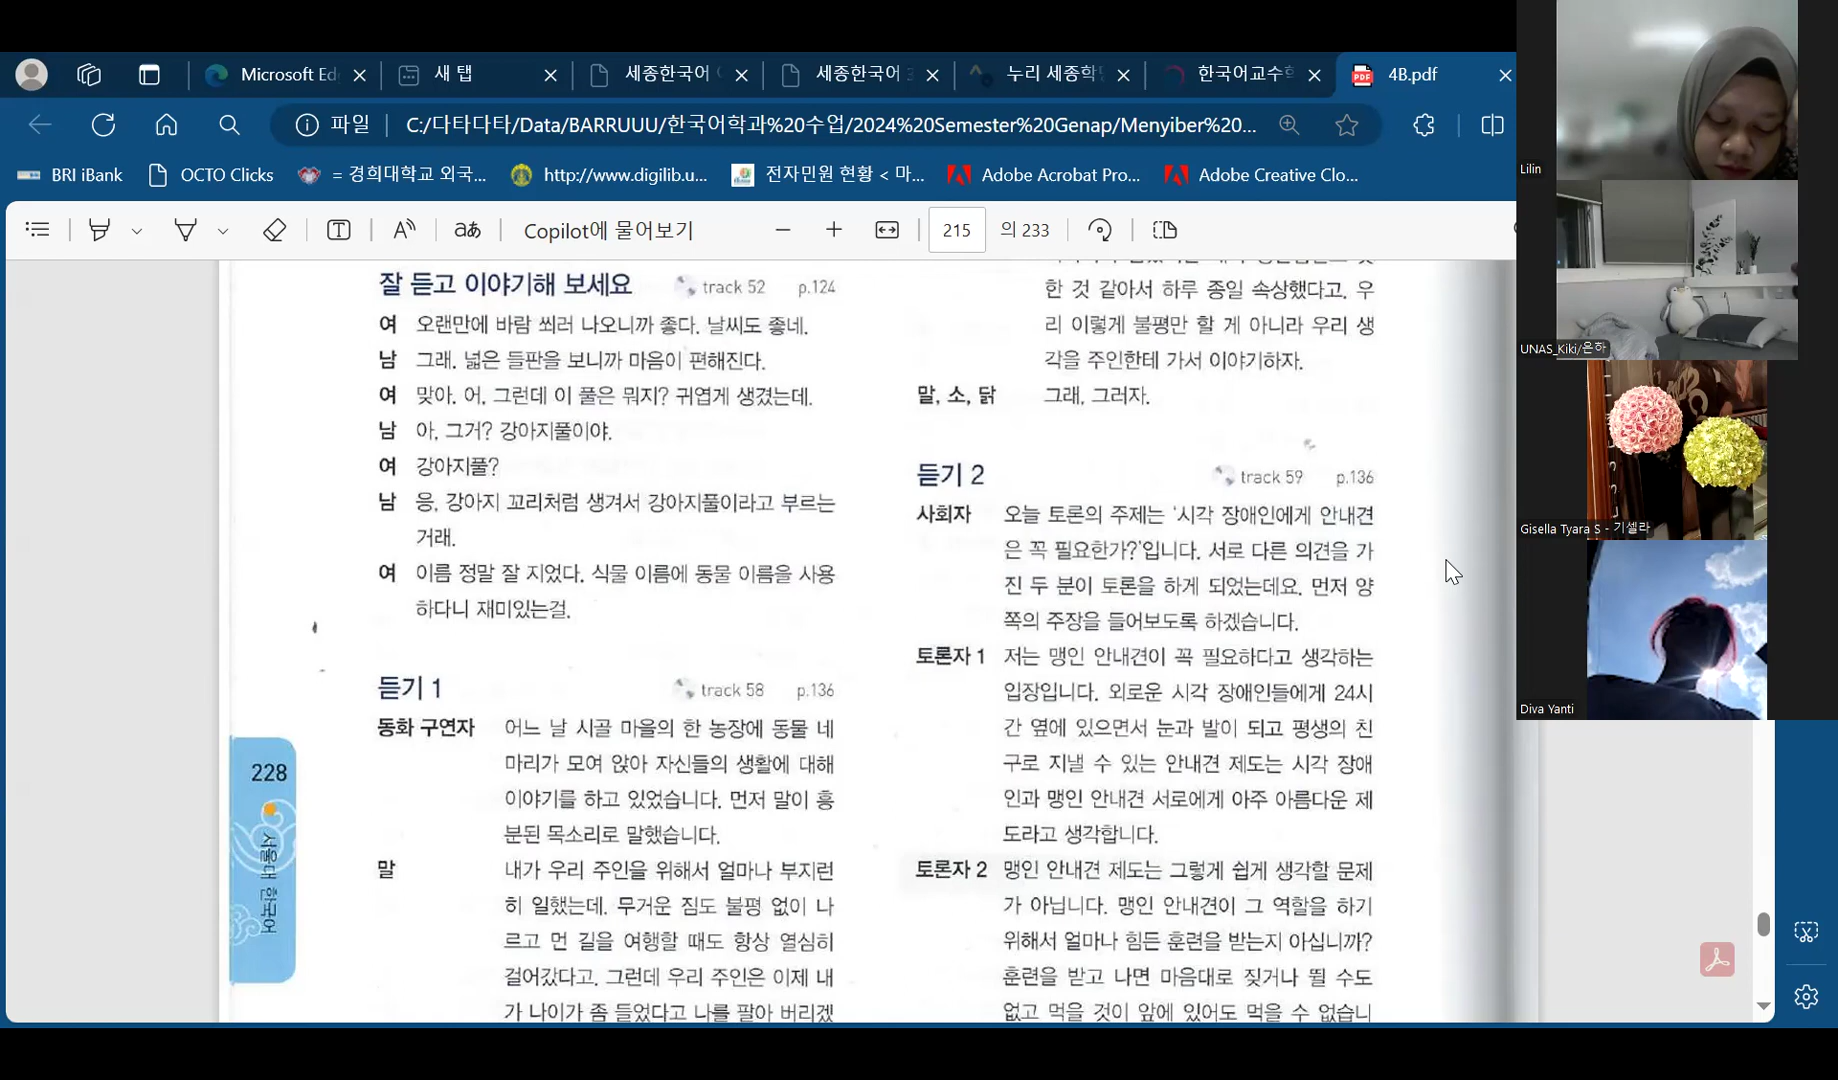 Microsoft Ed
새 탭
세종한국어
세종한국어
누리 세종학
한국어교수학
4B.pdf
파일
C:/다타다타/Data/BARRUUU/한국어학과%20수업/2024%20Semester%20Genap/Menyiber%20...
BRI iBank
OCTO Clicks
= 경희대학교 외국...
http://www.digilib.u...
전자민원 현황 < 마...
Adobe Acrobat Pro...
Adobe Creative Clo...
Copilot에 물어보기
215
의 233
잘 듣고 이야기해 보세요 track 52 p.124
여 오랜만에 바람 쐬러 나오니까 좋다. 날씨도 좋네.
남 그래. 넓은 들판을 보니까 마음이 편해진다.
여 맞아. 어, 그런데 이 풀은 뭐지? 귀엽게 생겼는데.
남 아, 그거? 강아지풀이야.
여 강아지풀?
남 응, 강아지 꼬리처럼 생겨서 강아지풀이라고 부르는
거래.
여 이름 정말 잘 지었다. 식물 이름에 동물 이름을 사용
하다니 재미있는걸.
듣기 1 track 58 p.136
동화 구연자 어느 날 시골 마을의 한 농장에 동물 네
마리가 모여 앉아 자신들의 생활에 대해
이야기를 하고 있었습니다. 먼저 말이 흥
분된 목소리로 말했습니다.
말 내가 우리 주인을 위해서 얼마나 부지런
히 일했는데. 무거운 짐도 불평 없이 나
르고 먼 길을 여행할 때도 항상 열심히
걸어갔다고. 그런데 우리 주인은 이제 내
가 나이가 좀 들었다고 나를 팔아 버리겠
228
서울대 한국어
한 것 같아서 하루 종일 속상했다고. 우
리 이렇게 불평만 할 게 아니라 우리 생
각을 주인한테 가서 이야기하자.
말, 소, 닭 그래, 그러자.
듣기 2 track 59 p.136
사회자 오늘 토론의 주제는 '시각 장애인에게 안내견
은 꼭 필요한가?'입니다. 서로 다른 의견을 가
진 두 분이 토론을 하게 되었는데요. 먼저 양
쪽의 주장을 들어보도록 하겠습니다.
토론자 1 저는 맹인 안내견이 꼭 필요하다고 생각하는
입장입니다. 외로운 시각 장애인들에게 24시
간 옆에 있으면서 눈과 발이 되고 평생의 친
구로 지낼 수 있는 안내견 제도는 시각 장애
인과 맹인 안내견 서로에게 아주 아름다운 제
도라고 생각합니다.
토론자 2 맹인 안내견 제도는 그렇게 쉽게 생각할 문제
가 아닙니다. 맹인 안내견이 그 역할을 하기
위해서 얼마나 힘든 훈련을 받는지 아십니까?
훈련을 받고 나면 마음대로 짖거나 뛸 수도
없고 먹을 것이 앞에 있어도 먹을 수 없습니
Lilin
UNAS_Kiki/은하
Gisella Tyara S - 기셀라
Diva Yanti